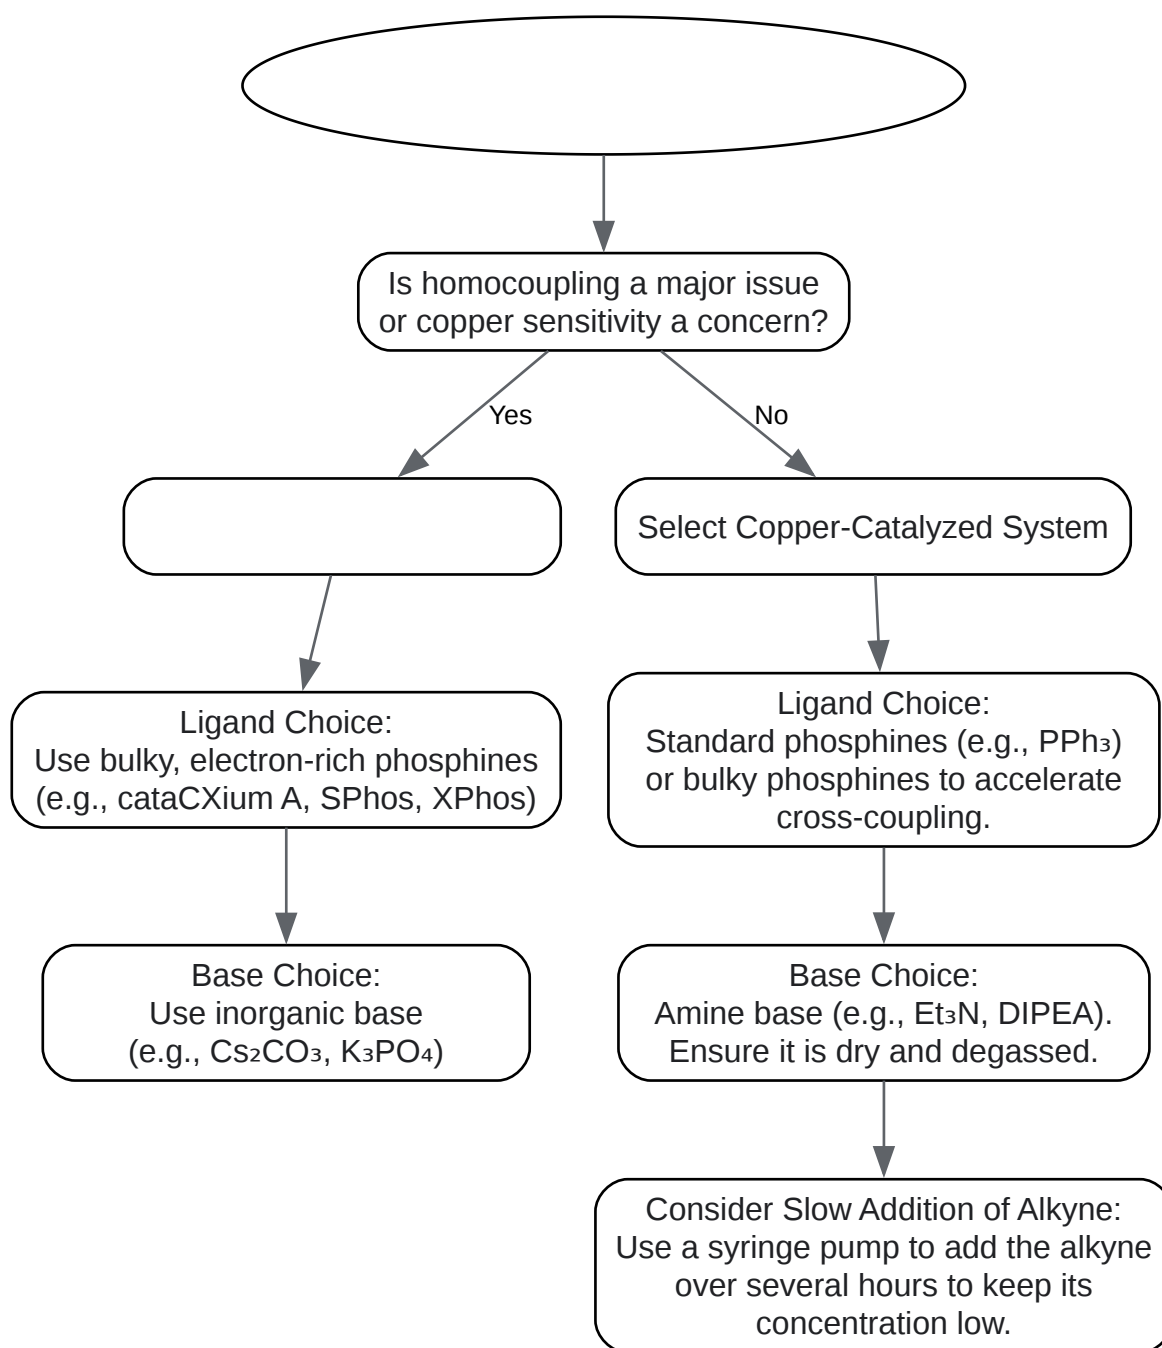 Is homocoupling a major issue
or copper sensitivity a concern?
Yes
No
Select Copper-Catalyzed System
Ligand Choice:
Use bulky, electron-rich phosphines
(e.g., cataCXium A, SPhos, XPhos)
Ligand Choice:
Standard phosphines (e.g., PPh₃)
or bulky phosphines to accelerate
cross-coupling.
Base Choice:
Use inorganic base
(e.g., Cs₂CO₃, K₃PO₄)
Base Choice:
Amine base (e.g., Et₃N, DIPEA).
Ensure it is dry and degassed.
Consider Slow Addition of Alkyne:
Use a syringe pump to add the alkyne
over several hours to keep its
concentration low.